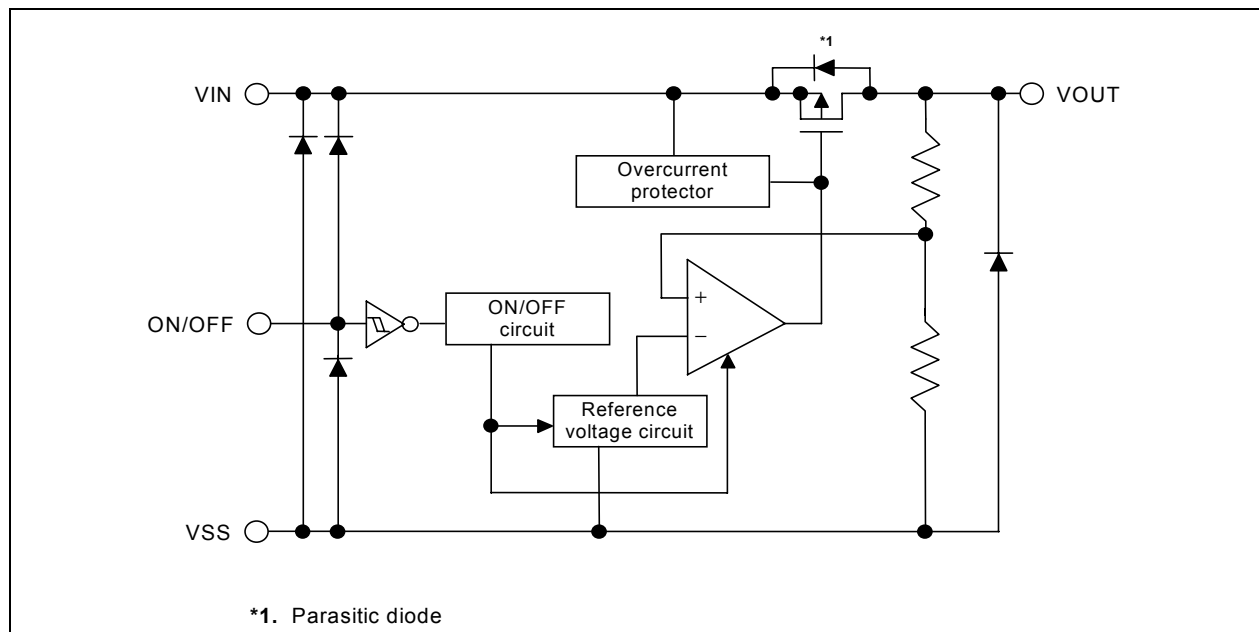 *1
VIN
VOUT
Overcurrent
protector
+
−
ON/OFF
ON/OFF
circuit
Reference
voltage circuit
VSS
*1. Parasitic diode